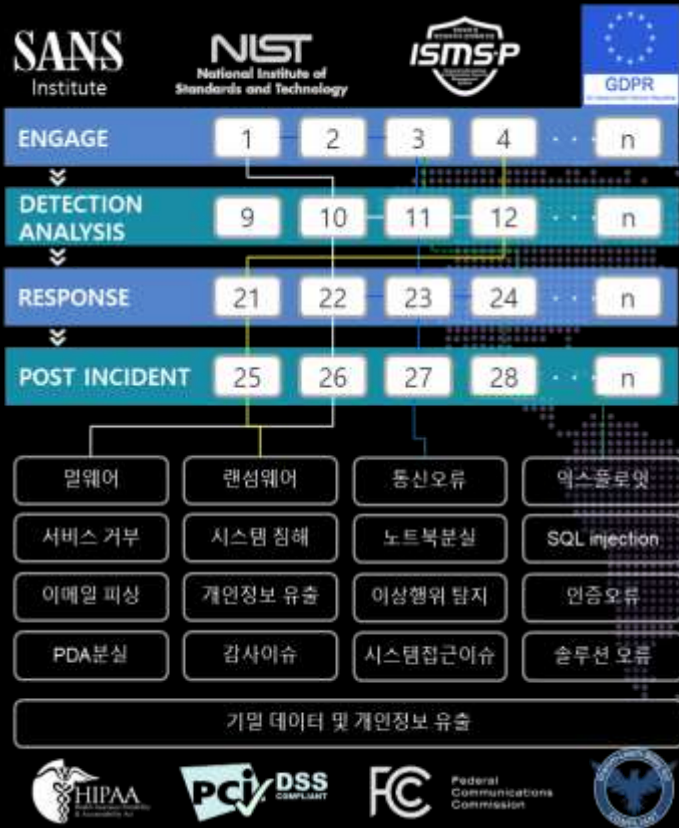 SANS
Institute
NIST
National Institute of
Standards and Technology
ISMS-P
GDPR
ENGAGE 1 2 3 4 · · · n
DETECTION
ANALYSIS 9 10 11 12 · · · n
RESPONSE 21 22 23 24 · · · n
POST INCIDENT 25 26 27 28 · · · n
멀웨어 랜섬웨어 통신오류 익스플로잇
서비스 거부 시스템 침해 노트북분실 SQL injection
이메일 피싱 개인정보 유출 이상행위 탐지 인증오류
PDA분실 감사이슈 시스템접근이슈 솔루션 오류
기밀 데이터 및 개인정보 유출
HIPAA
PCI DSS
COMPLIANT
FC
Federal
Communications
Commission
COMPLIANT